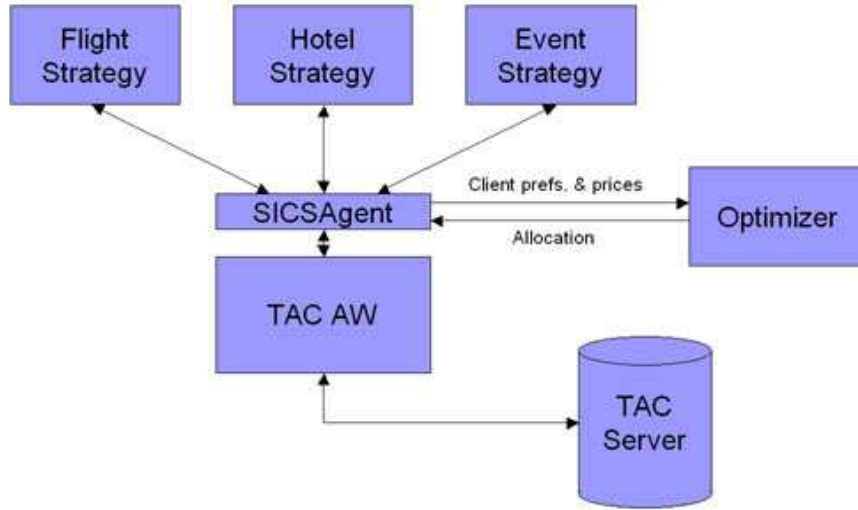 Flight
Strategy
Hotel
Strategy
Event
Strategy
Client prefs. & prices
SICSAgent
Optimizer
Allocation
TAC AW
TAC
Server